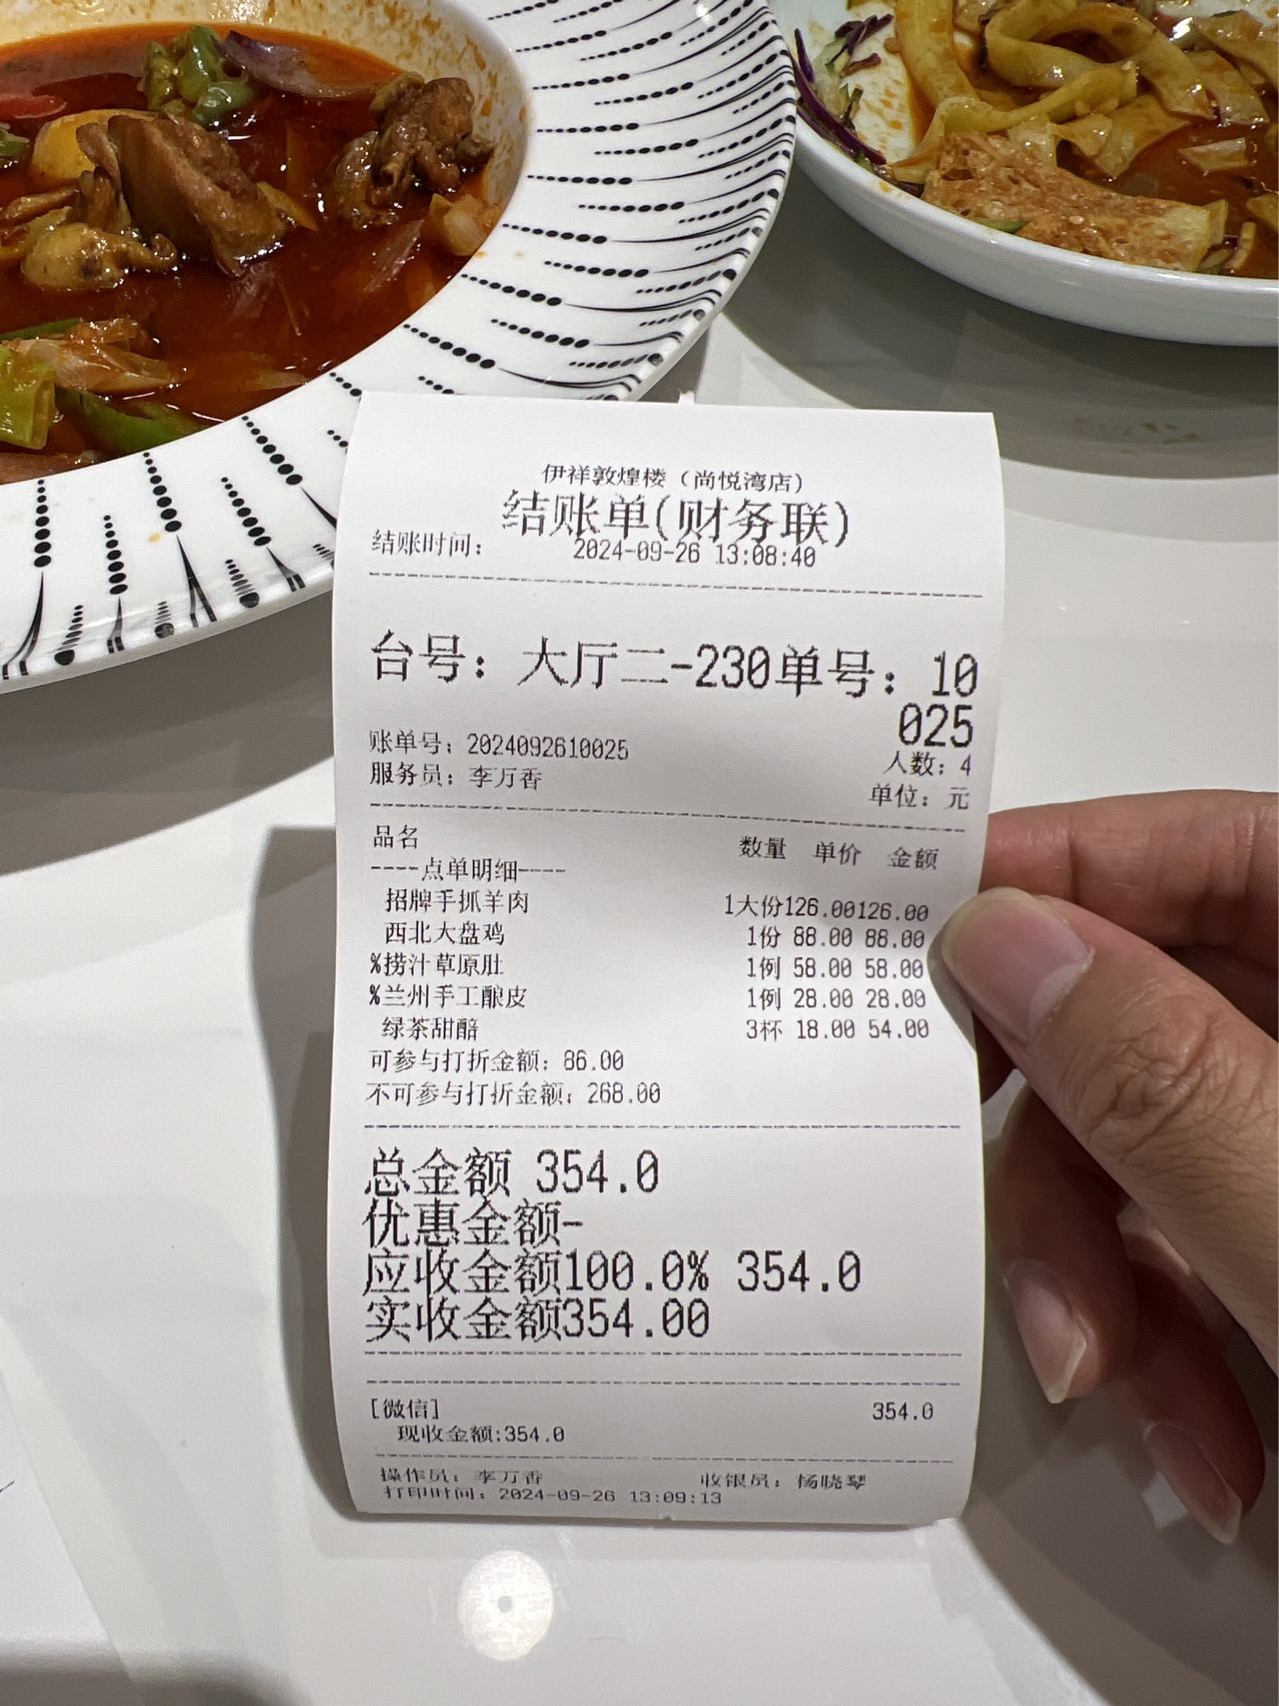 伊祥敦煌楼（尚悦湾店）
结账单(财务联)
结账时间： 2024-09-26 13:08:40
台号：大厅二-230单号：10
025
账单号：2024092610025
人数：4
服务员：李万香
单位：元
品名 数量 单价 金额
----点单明细----
招牌手抓羊肉 1大份126.00126.00
西北大盘鸡 1份 88.00 88.00
%捞汁草原肚 1例 58.00 58.00
%兰州手工酿皮 1例 28.00 28.00
绿茶甜醅 3杯 18.00 54.00
可参与打折金额：86.00
不可参与打折金额：268.00
总金额 354.0
优惠金额-
应收金额100.0% 354.0
实收金额354.00
[微信] 354.0
现收金额:354.0
操作员：李万香 收银员：杨晓琴
打印时间：2024-09-26 13:09:13